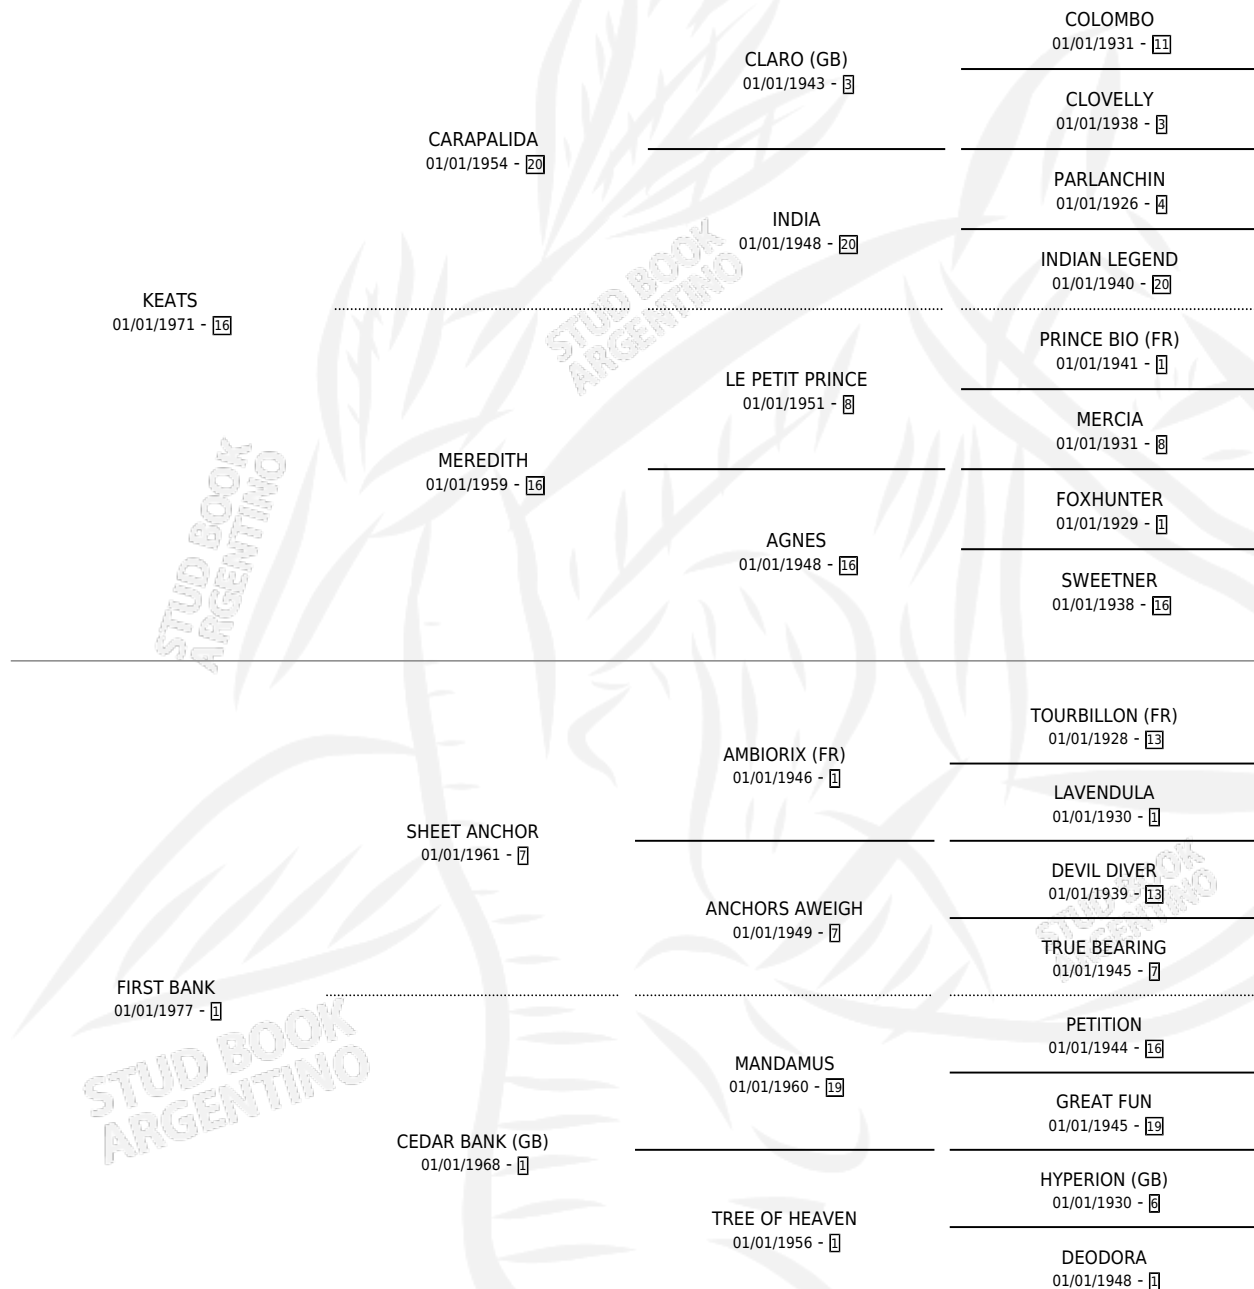 COLOMBO
01/01/1931 - 11
CLARO (GB)
01/01/1943 - 3
CLOVELLY
01/01/1938 - 3
CARAPALIDA
01/01/1954 - 20
PARLANCHIN
01/01/1926 - 4
INDIA
01/01/1948 - 20
INDIAN LEGEND
01/01/1940 - 20
KEATS
01/01/1971 - 16
PRINCE BIO (FR)
01/01/1941 - 1
LE PETIT PRINCE
01/01/1951 - 8
MERCIA
01/01/1931 - 8
MEREDITH
01/01/1959 - 16
FOXHUNTER
01/01/1929 - 1
AGNES
01/01/1948 - 16
SWEETNER
01/01/1938 - 16
TOURBILLON (FR)
01/01/1928 - 13
AMBIORIX (FR)
01/01/1946 - 1
LAVENDULA
01/01/1930 - 1
SHEET ANCHOR
01/01/1961 - 7
DEVIL DIVER
01/01/1939 - 13
ANCHORS AWEIGH
01/01/1949 - 7
TRUE BEARING
01/01/1945 - 7
FIRST BANK
01/01/1977 - 1
PETITION
01/01/1944 - 16
MANDAMUS
01/01/1960 - 19
GREAT FUN
01/01/1945 - 19
CEDAR BANK (GB)
01/01/1968 - 1
HYPERION (GB)
01/01/1930 - 6
TREE OF HEAVEN
01/01/1956 - 1
DEODORA
01/01/1948 - 1
STUD BOOK
ARGENTINO
STUD BOOK
ARGENTINO
STUD BOOK
ARGENTINO
STUD BOOK
ARGENTINO